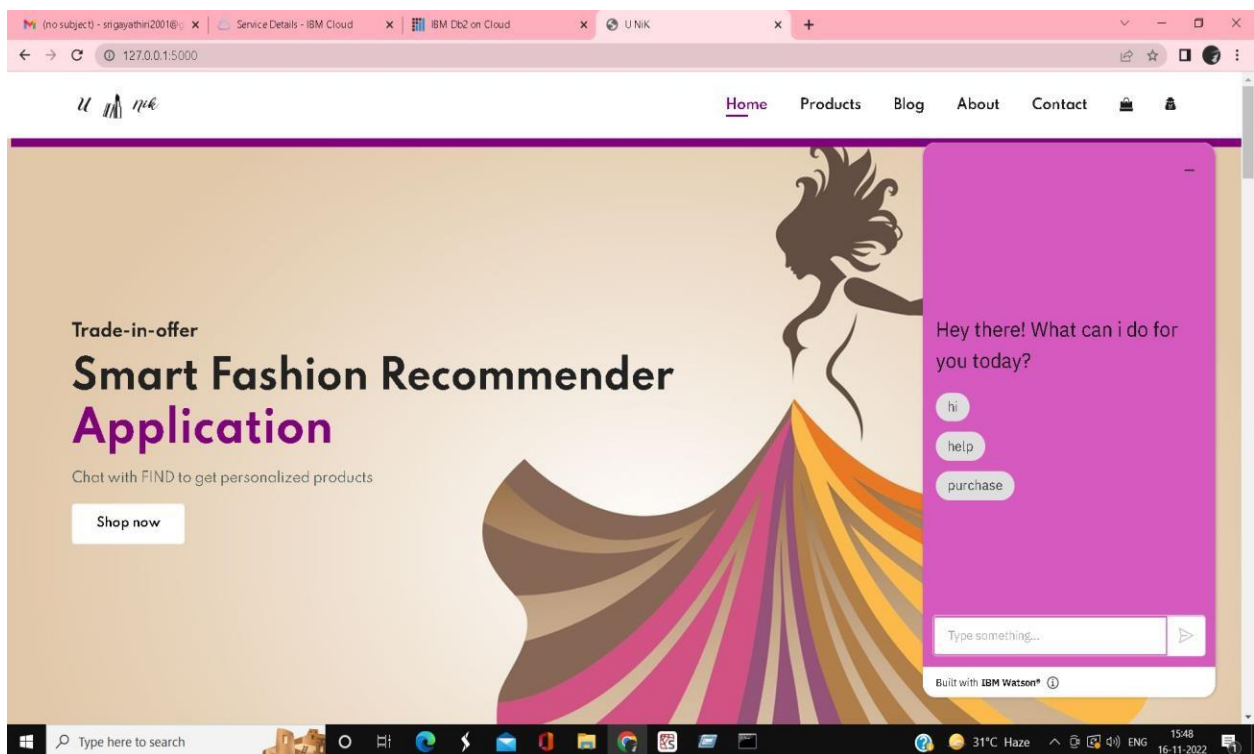 (no subject) - srigayathiri2001@g
Service Details - IBM Cloud
IBM Db2 on Cloud
U NiK
127.0.0.1:5000
u nik
Home Products Blog About Contact
Trade-in-offer
Smart Fashion Recommender
Application
Chat with FIND to get personalized products
Shop now
Hey there! What can i do for
you today?
hi
help
purchase
Type something...
Built with IBM Watson®
Type here to search
31°C Haze
ENG
15:48
16-11-2022